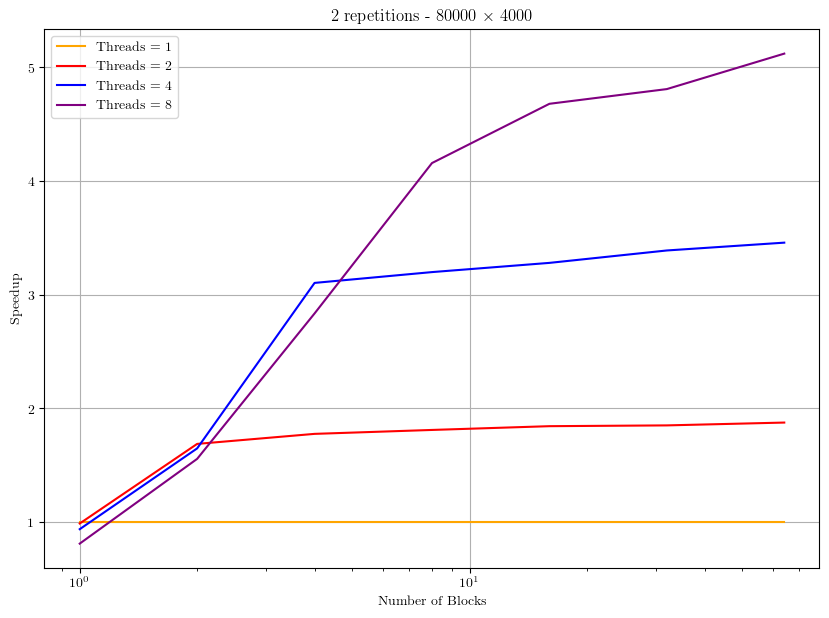 2 repetitions - 80000 × 4000
Threads = 1
Threads = 2
Threads = 4
Threads = 8
5
4
3
2
1
Speedup
10⁰
10¹
Number of Blocks